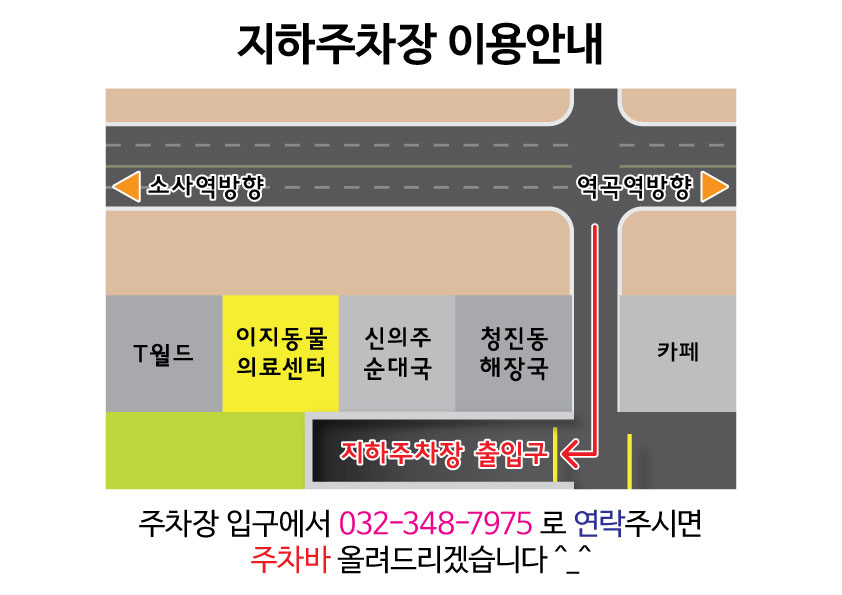 지하주차장 이용안내
소사역방향
역곡역방향
T월드
이지동물
의료센터
신의주
순대국
청진동
해장국
카페
지하주차장 출입구
주차장 입구에서 032-348-7975 로 연락주시면
주차바 올려드리겠습니다 ^_^